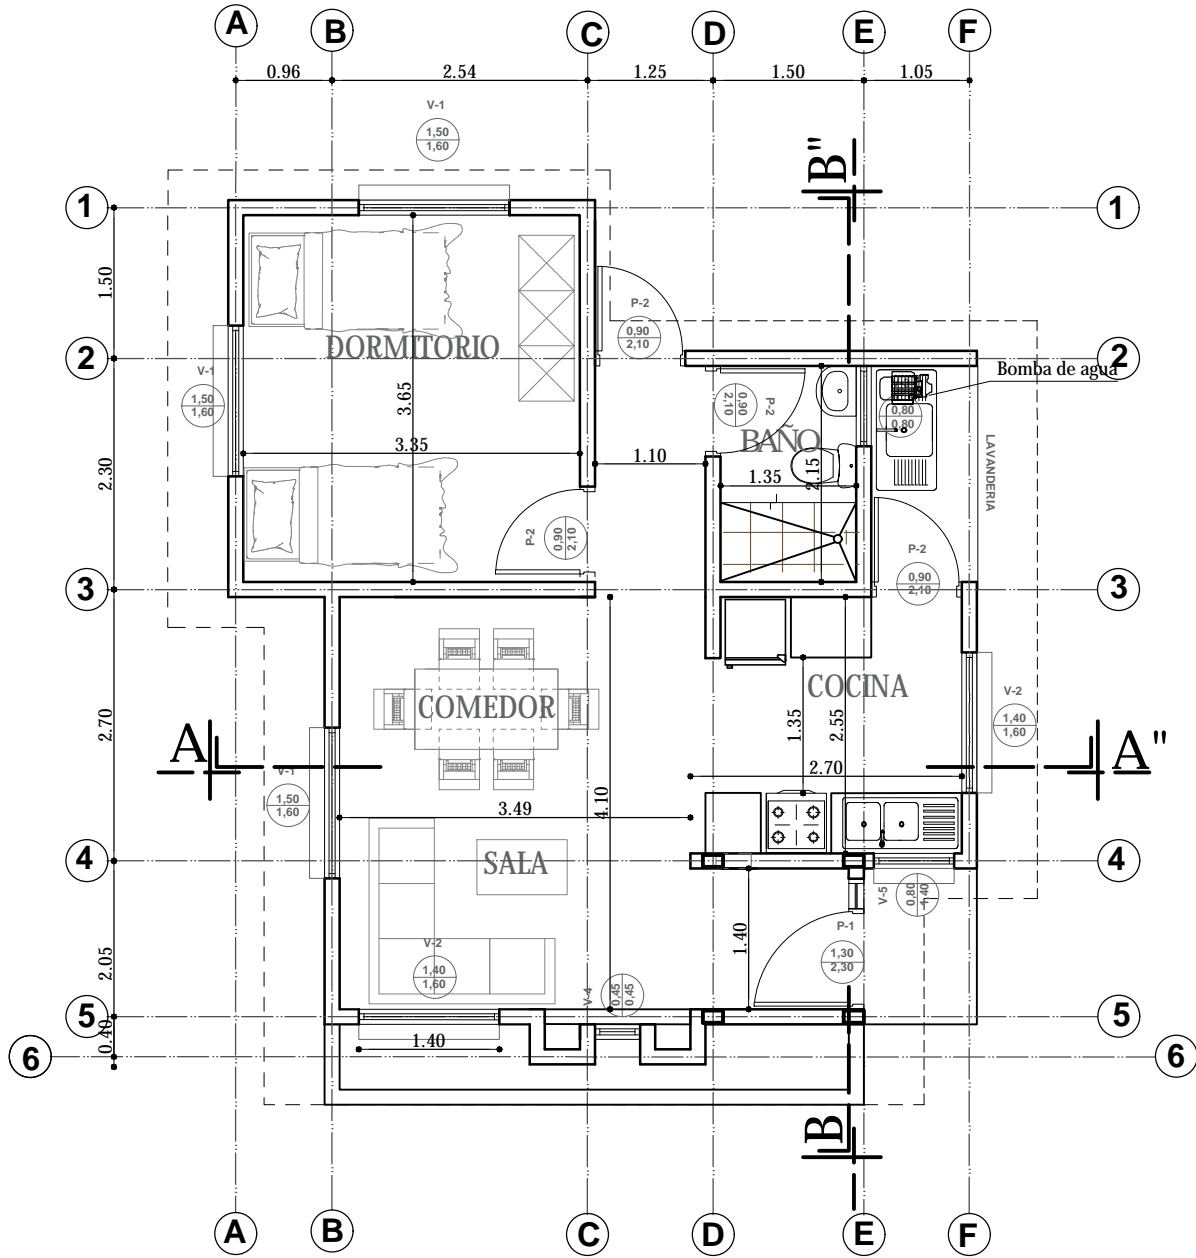 A
B
C
D
E
F
0.96
2.54
1.25
1.50
1.05
V-1
1,50
1,60
B"
1
1
1.50
P-2
0,90
2,10
2
DORMITORIO
2
Bomba de agua
V-1
1,50
1,60
3.65
0,90
2,10
P-2
0,80
0,80
BAÑO
3.35
1.10
LAVANDERIA
2.30
1.35
2.15
P-2
0,90
2,10
P-2
0,90
2,10
3
3
COCINA
COMEDOR
V-2
1,40
1,60
2.70
1.35
2.55
A
A"
2.70
V-1
1,50
1,60
3.49
4.10
4
SALA
4
V-5
0,80
1,40
P-1
1,30
2,30
1.40
V-2
1,40
1,60
2.05
V-4
0,45
0,45
5
5
0.40
1.40
6
6
B
A
B
C
D
E
F